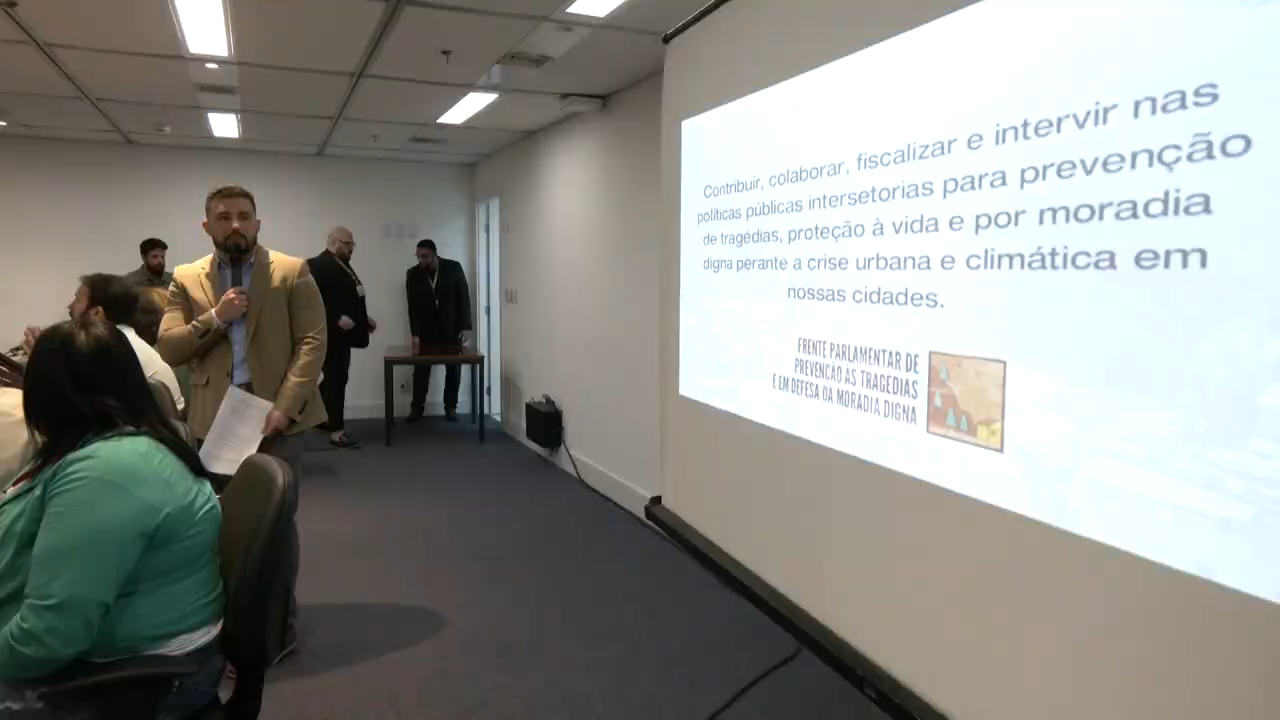 Contribuir, colaborar, fiscalizar e intervir nas
políticas públicas intersetorias para prevenção
de tragédias, proteção à vida e por moradia
digna perante a crise urbana e climática em
nossas cidades.
FRENTE PARLAMENTAR DE
PREVENCÃO AS TRAGEDIAS
E EM DEFESA DA MORADIA DIGNA